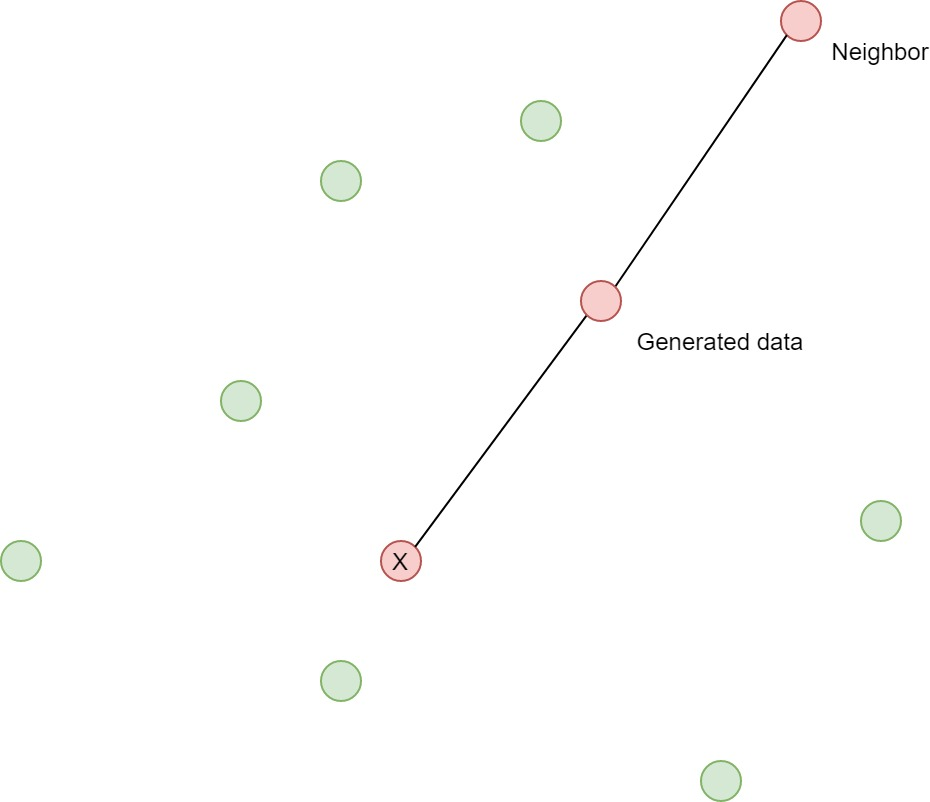 Neighbor
Generated data
X